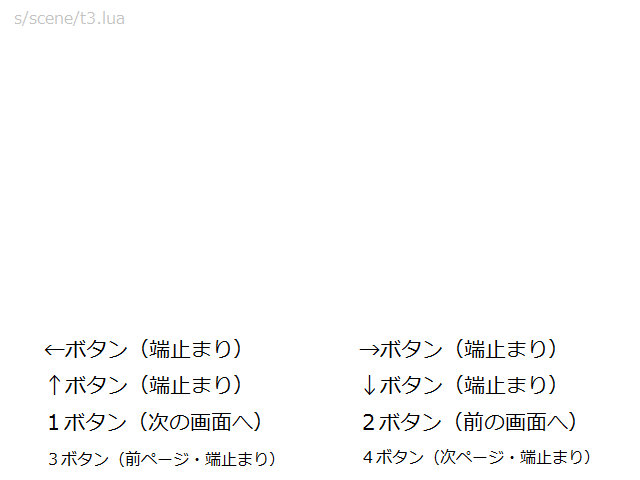 s/scene/t3.lua
←ボタン（端止まり） →ボタン（端止まり）
↑ボタン（端止まり） ↓ボタン（端止まり）
１ボタン（次の画面へ） ２ボタン（前の画面へ）
３ボタン（前ページ・端止まり） ４ボタン（次ページ・端止まり）